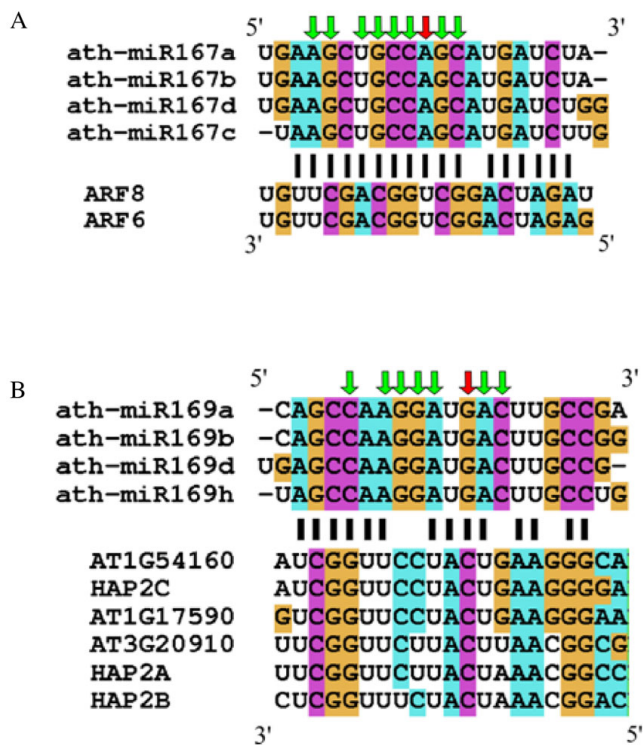 A
5' 3'
ath-miR167a UGAAGCUGCCAGCAUGAUCUA-
ath-miR167b UGAAGCUGCCAGCAUGAUCUA-
ath-miR167d UGAAGCUGCCAGCAUGAUCUGG
ath-miR167c -UAAGCUGCCAGCAUGAUCUUG
ARF8 UGUUCGACGGUCGGACUAGAU
ARF6 UGUUCGACGGUCGGACUAGAG
3' 5'
B
5' 3'
ath-miR169a -CAGCCAAGGAUGACUUGCCGA
ath-miR169b -CAGCCAAGGAUGACUUGCCGG
ath-miR169d UGAGCCAAGGAUGACUUGCCG-
ath-miR169h -UAGCCAAGGAUGACUUGCCUG
AT1G54160 AUCGGUUCCUACUGAAGGGCA
HAP2C AUCGGUUCCUACUGAAGGGGA
AT1G17590 GUCGGUUCCUACUGAAGGGAA
AT3G20910 UUCGGUUCUUACUUAACGGCG
HAP2A UUCGGUUCUUACUAAACGGCC
HAP2B CUCGGUUUCUACUAAACGGAC
3' 5'